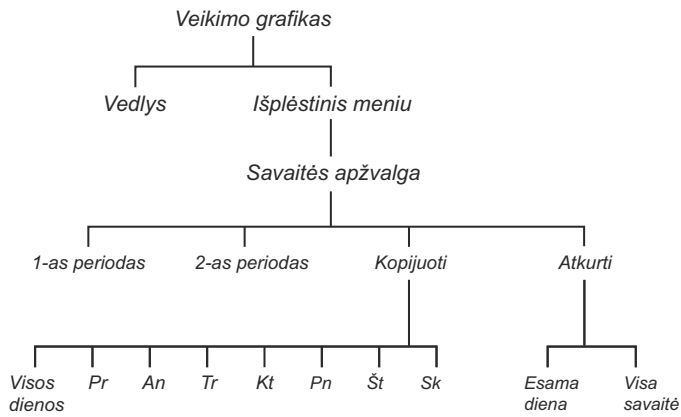 Veikimo grafikas
Vedlys
Išplėstinis meniu
Savaitės apžvalga
1-as periodas
2-as periodas
Kopijuoti
Atkurti
Visos
dienos
Pr
An
Tr
Kt
Pn
Št
Sk
Esama
diena
Visa
savaitė